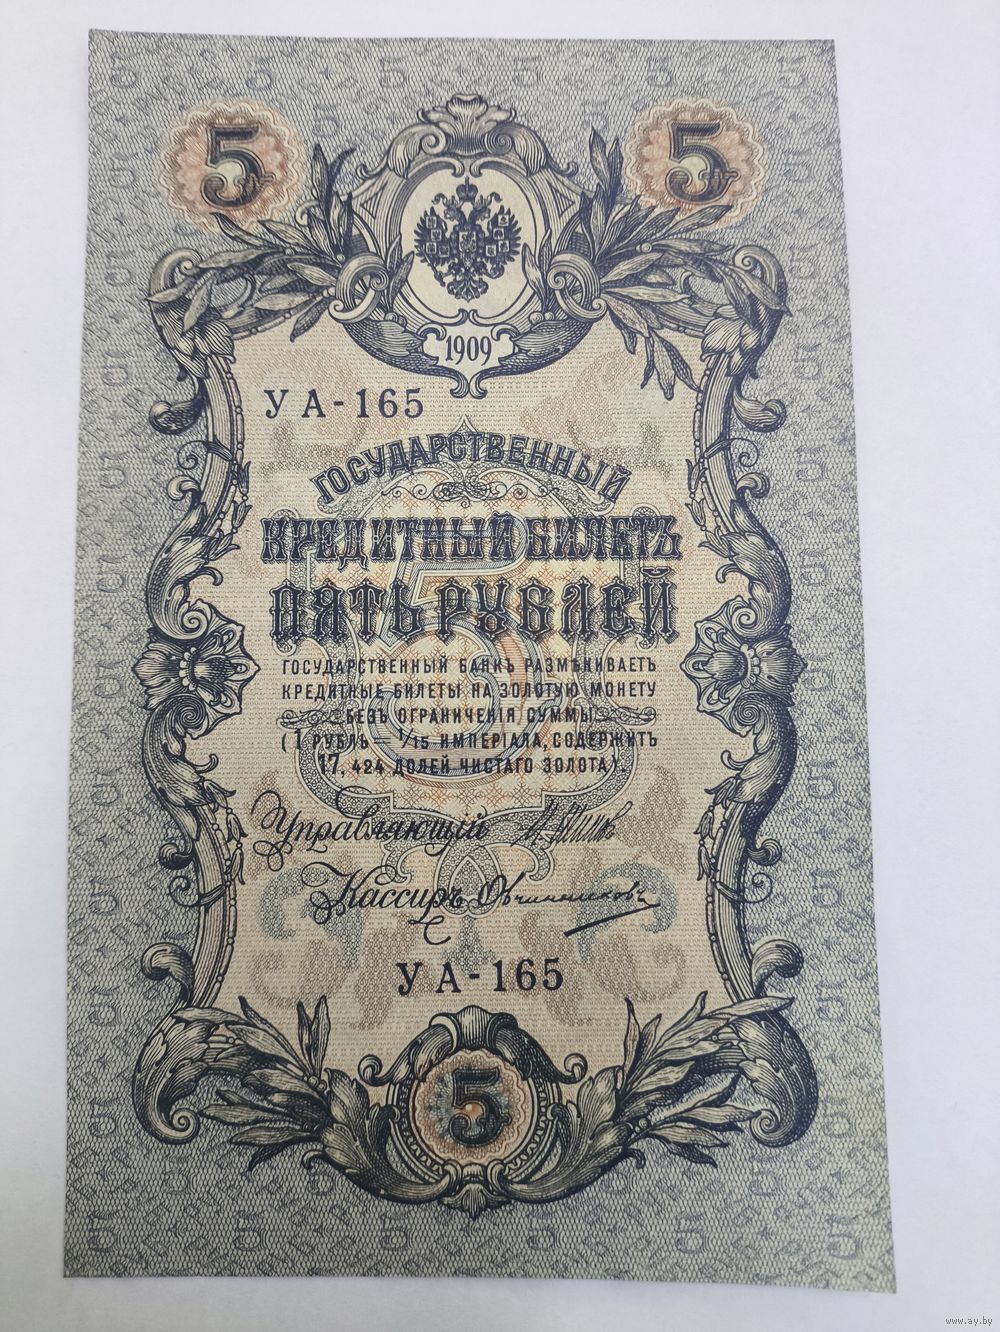 5 5
1909
УА-165
ГОСУДАРСТВЕННЫЙ
КРЕДИТНЫЙ БИЛЕТЪ
ПЯТЬ РУБЛЕЙ
ГОСУДАРСТВЕННЫЙ БАНКЪ РАЗМѢНИВАЕТЪ
КРЕДИТНЫЕ БИЛЕТЫ НА ЗОЛОТУЮ МОНЕТУ
БЕЗЪ ОГРАНИЧЕНІЯ СУММЫ
(1 РУБЛЬ = 1/15 ИМПЕРІАЛА, СОДЕРЖИТЪ
17,424 ДОЛЕЙ ЧИСТАГО ЗОЛОТА).
Управляющій
Кассиръ Овчинниковъ
УА-165
5
www.ay.by